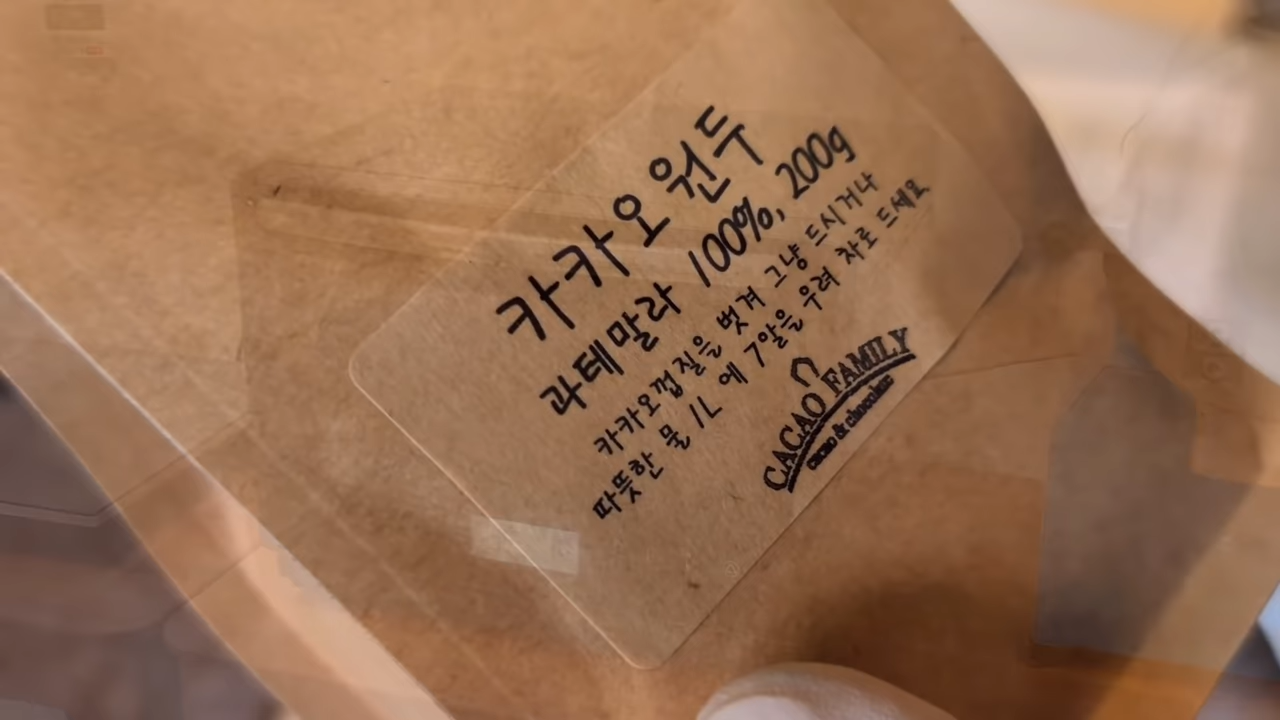 카카오원두
과테말라 100%, 200g
카카오껍질을 벗겨 그냥 드시거나
따뜻한 물 1L 에 7알을 우려 차로 드세요
CACAO FAMILY
cacao & chocolate